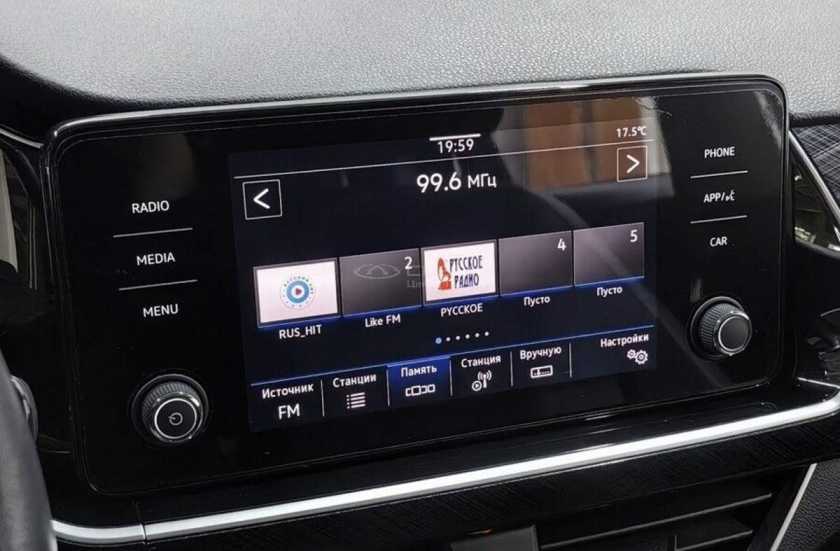 19:59
17.5°C
99.6 МГц
<
>
RADIO
MEDIA
MENU
PHONE
APP/
CAR
2
4
5
РУССКОЕ
РАДИО
RUS_HIT
Like FM
РУССКОЕ
Пусто
Пусто
Источник
FM
Станции
Память
Станция
Вручную
Настройки